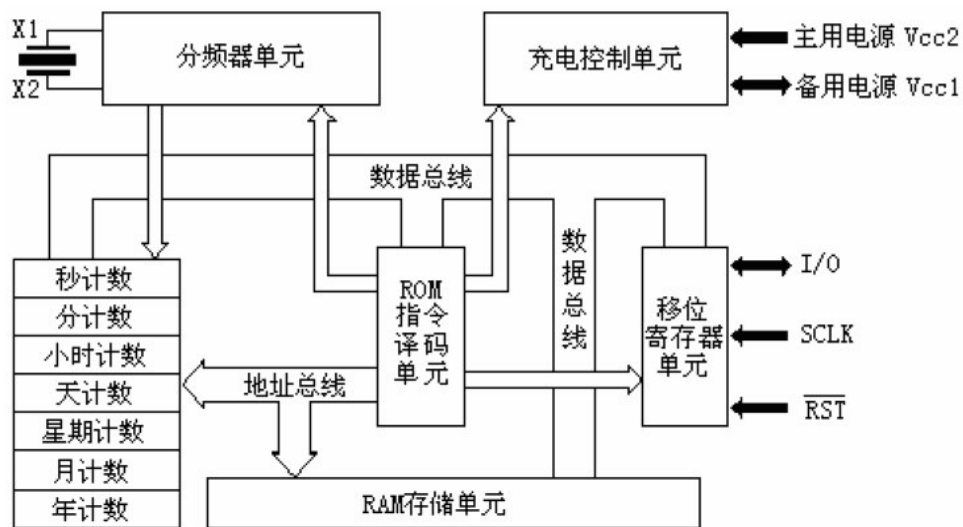 X1
X2
分频器单元
充电控制单元
主用电源 Vcc2
备用电源 Vcc1
数据总线
数
据
总
线
秒计数
分计数
小时计数
天计数
星期计数
月计数
年计数
地址总线
ROM
指令
译码
单元
移位
寄存器
单元
I/O
SCLK
RST
RAM存储单元